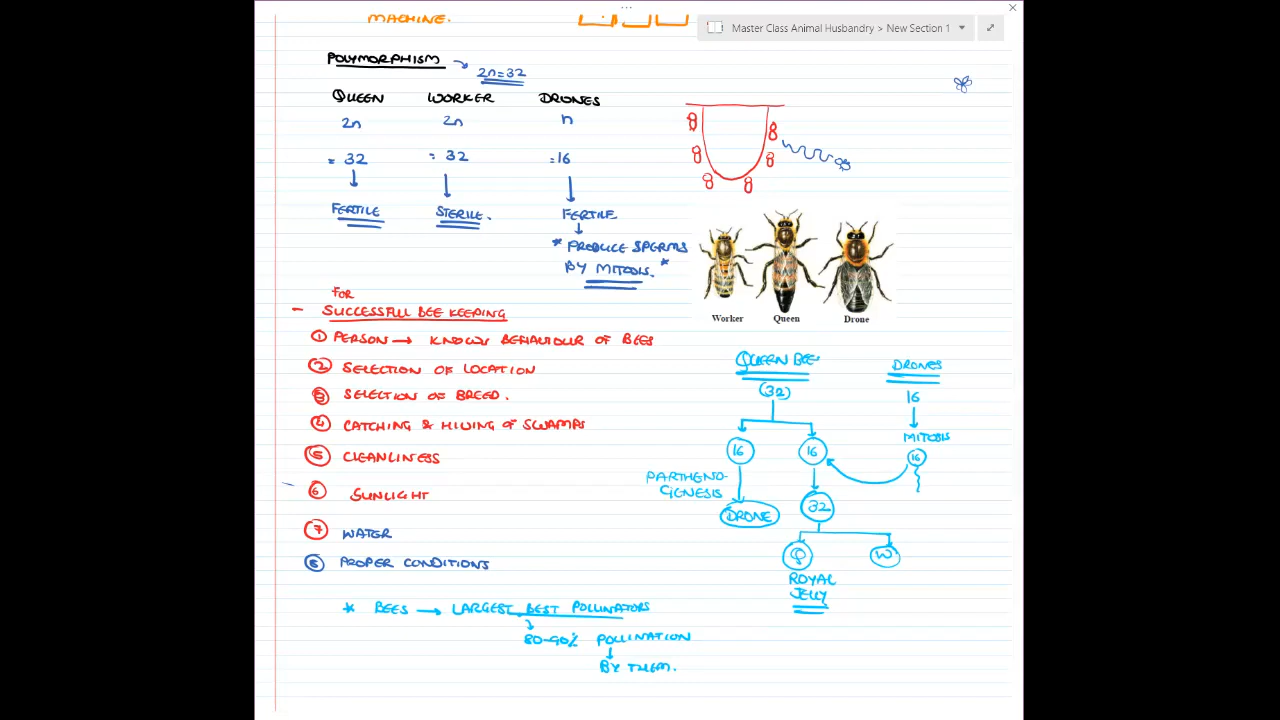 MACHINE.
Master Class Animal Husbandry > New Section 1
POLYMORPHISM
2n=32
QUEEN WORKER DRONES
2n 2n n
= 32 = 32 =16
FERTILE STERILE. FERTILE
* PRODUCE SPERMS
BY MITOSIS. *
Worker Queen Drone
FOR
- SUCCESSFULL BEE KEEPING
① PERSON → KNOWS BEHAVIOUR OF BEES
② SELECTION OF LOCATION
③ SELECTION OF BREED.
④ CATCHING & HIVING OF SWAMPS
⑤ CLEANLINESS
⑥ SUNLIGHT
⑦ WATER
⑧ PROPER CONDITIONS
* BEES → LARGEST BEST POLLINATORS
80-90% POLLINATION
BY THEM.
QUEEN BEE DRONES
(32) 16
MITOSIS
16 16 16
PARTHENO-
GENESIS
DRONE 32
Q W
ROYAL
JELLY